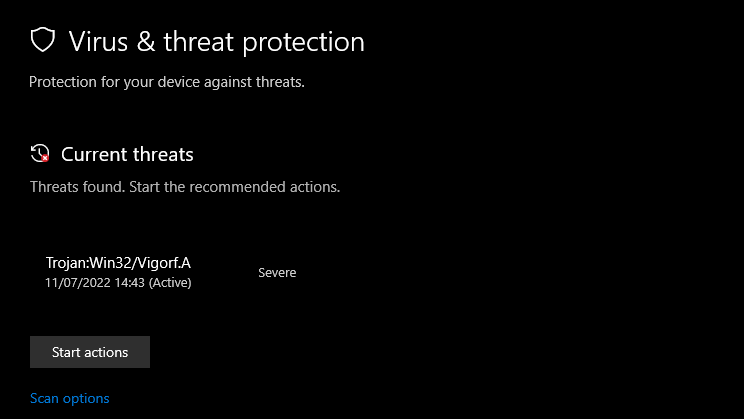 Virus & threat protection
Protection for your device against threats.
Current threats
Threats found. Start the recommended actions.
Trojan:Win32/Vigorf.A
11/07/2022 14:43 (Active)
Severe
Start actions
Scan options